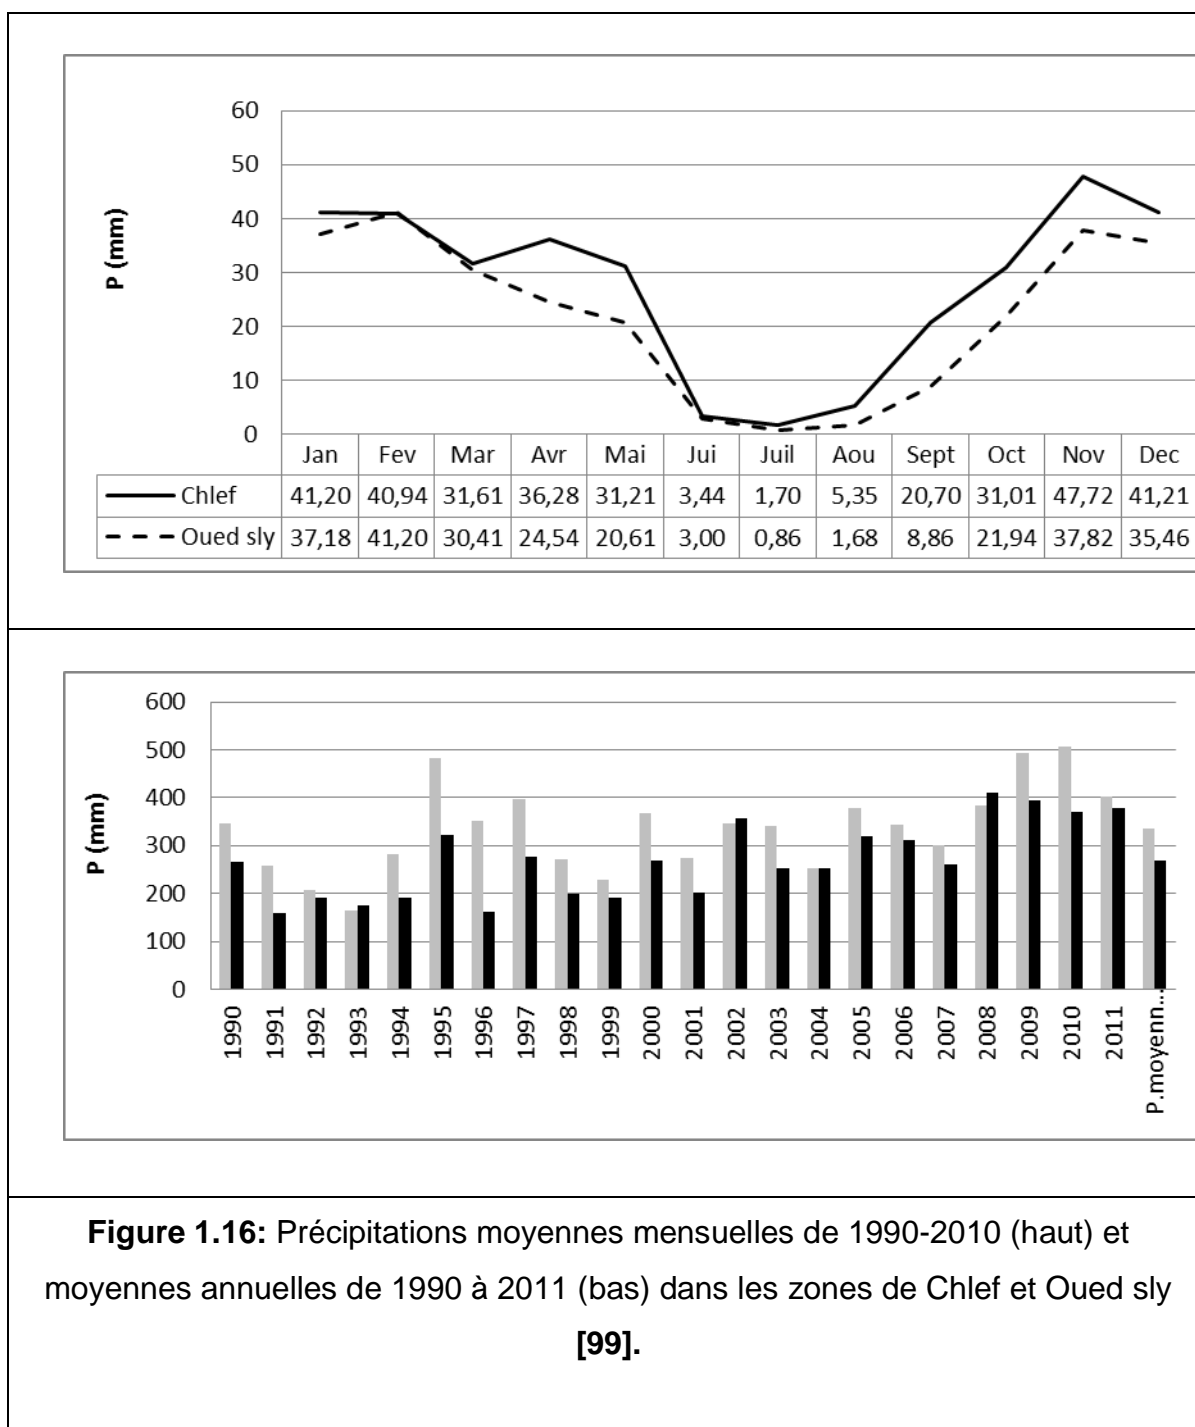 60
50
40
30
20
10
0
P (mm)
Jan Fev Mar Avr Mai Jui Juil Aou Sept Oct Nov Dec
Chlef 41,20 40,94 31,61 36,28 31,21 3,44 1,70 5,35 20,70 31,01 47,72 41,21
Oued sly 37,18 41,20 30,41 24,54 20,61 3,00 0,86 1,68 8,86 21,94 37,82 35,46
600
500
400
300
200
100
0
P (mm)
1990 1991 1992 1993 1994 1995 1996 1997 1998 1999 2000 2001 2002 2003 2004 2005 2006 2007 2008 2009 2010 2011 P.moyenn...
Figure 1.16: Précipitations moyennes mensuelles de 1990-2010 (haut) et
moyennes annuelles de 1990 à 2011 (bas) dans les zones de Chlef et Oued sly
[99].